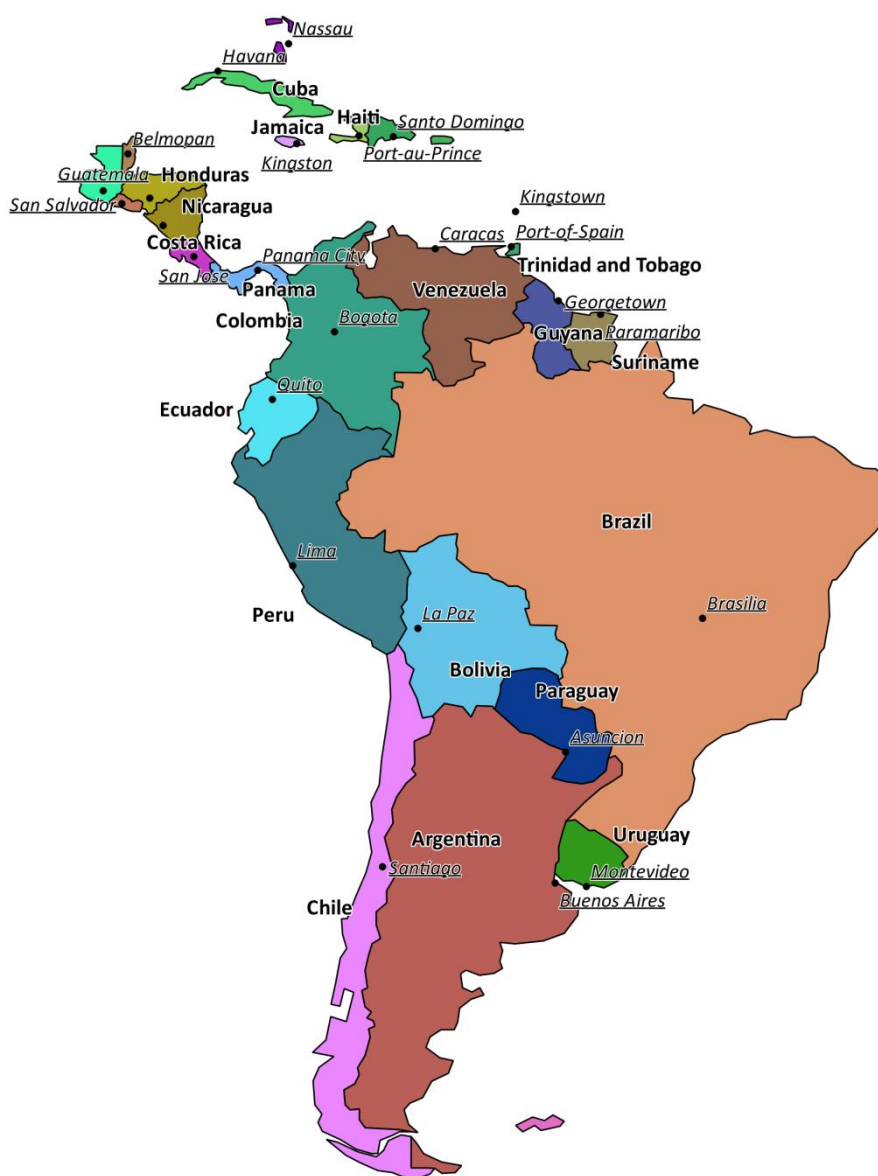 Nassau
Havana
Cuba
Haiti
Santo Domingo
Jamaica
Belmopan
Kingston
Port-au-Prince
Guatemala
Honduras
San Salvador
Nicaragua
Kingstown
Costa Rica
Caracas
Port-of-Spain
San Jose
Panama City
Trinidad and Tobago
Panama
Venezuela
Georgetown
Colombia
Bogota
Guyana
Paramaribo
Suriname
Quito
Ecuador
Brazil
Lima
Peru
La Paz
Brasilia
Bolivia
Paraguay
Asuncion
Argentina
Uruguay
Santiago
Montevideo
Buenos Aires
Chile